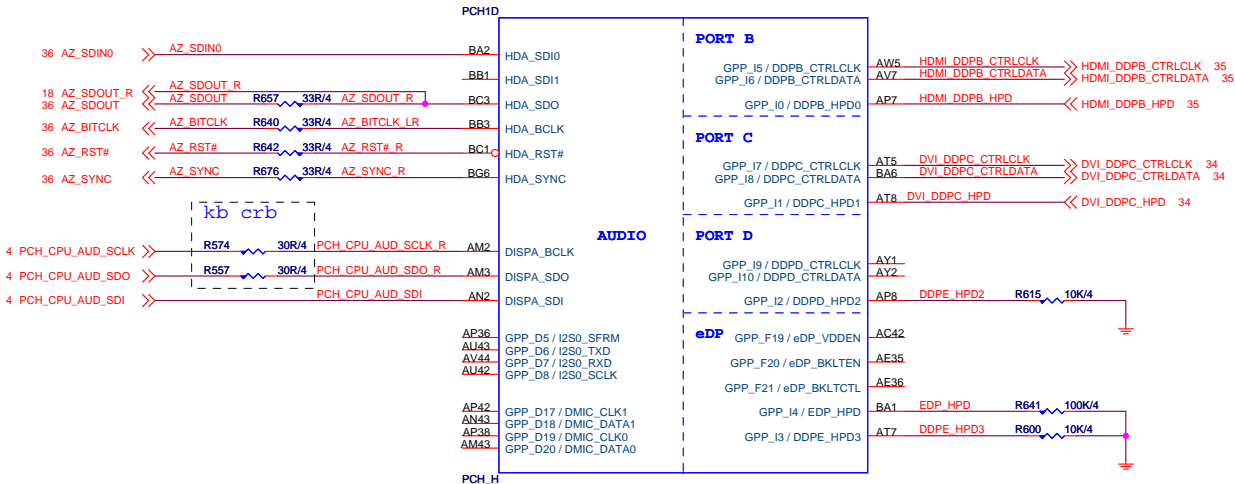 PCH1D
36 AZ_SDIN0 AZ_SDIN0 BA2 HDA_SDI0
BB1 HDA_SDI1
18 AZ_SDOUT_R AZ_SDOUT_R
36 AZ_SDOUT AZ_SDOUT R657 33R/4 AZ_SDOUT_R BC3 HDA_SDO
36 AZ_BITCLK AZ_BITCLK R640 33R/4 AZ_BITCLK_LR BB3 HDA_BCLK
36 AZ_RST# AZ_RST# R642 33R/4 AZ_RST#_R BC1 HDA_RST#
36 AZ_SYNC AZ_SYNC R676 33R/4 AZ_SYNC_R BG6 HDA_SYNC
kb crb
4 PCH_CPU_AUD_SCLK R574 30R/4 PCH_CPU_AUD_SCLK_R AM2 DISPA_BCLK
4 PCH_CPU_AUD_SDO R557 30R/4 PCH_CPU_AUD_SDO_R AM3 DISPA_SDO
4 PCH_CPU_AUD_SDI PCH_CPU_AUD_SDI AN2 DISPA_SDI
AP36 GPP_D5 / I2S0_SFRM
AU43 GPP_D6 / I2S0_TXD
AV44 GPP_D7 / I2S0_RXD
AU42 GPP_D8 / I2S0_SCLK
AP42 GPP_D17 / DMIC_CLK1
AN43 GPP_D18 / DMIC_DATA1
AP38 GPP_D19 / DMIC_CLK0
AM43 GPP_D20 / DMIC_DATA0
PCH_H
AUDIO
PORT B
GPP_I5 / DDPB_CTRLCLK AW5 HDMI_DDPB_CTRLCLK HDMI_DDPB_CTRLCLK 35
GPP_I6 / DDPB_CTRLDATA AV7 HDMI_DDPB_CTRLDATA HDMI_DDPB_CTRLDATA 35
GPP_I0 / DDPB_HPD0 AP7 HDMI_DDPB_HPD HDMI_DDPB_HPD 35
PORT C
GPP_I7 / DDPC_CTRLCLK AT5 DVI_DDPC_CTRLCLK DVI_DDPC_CTRLCLK 34
GPP_I8 / DDPC_CTRLDATA BA6 DVI_DDPC_CTRLDATA DVI_DDPC_CTRLDATA 34
GPP_I1 / DDPC_HPD1 AT8 DVI_DDPC_HPD DVI_DDPC_HPD 34
PORT D
GPP_I9 / DDPD_CTRLCLK AY1
GPP_I10 / DDPD_CTRLDATA AY2
GPP_I2 / DDPD_HPD2 AP8 DDPE_HPD2 R615 10K/4
eDP
GPP_F19 / eDP_VDDEN AC42
GPP_F20 / eDP_BKLTEN AE35
GPP_F21 / eDP_BKLTCTL AE36
GPP_I4 / EDP_HPD BA1 EDP_HPD R641 100K/4
GPP_I3 / DDPE_HPD3 AT7 DDPE_HPD3 R600 10K/4